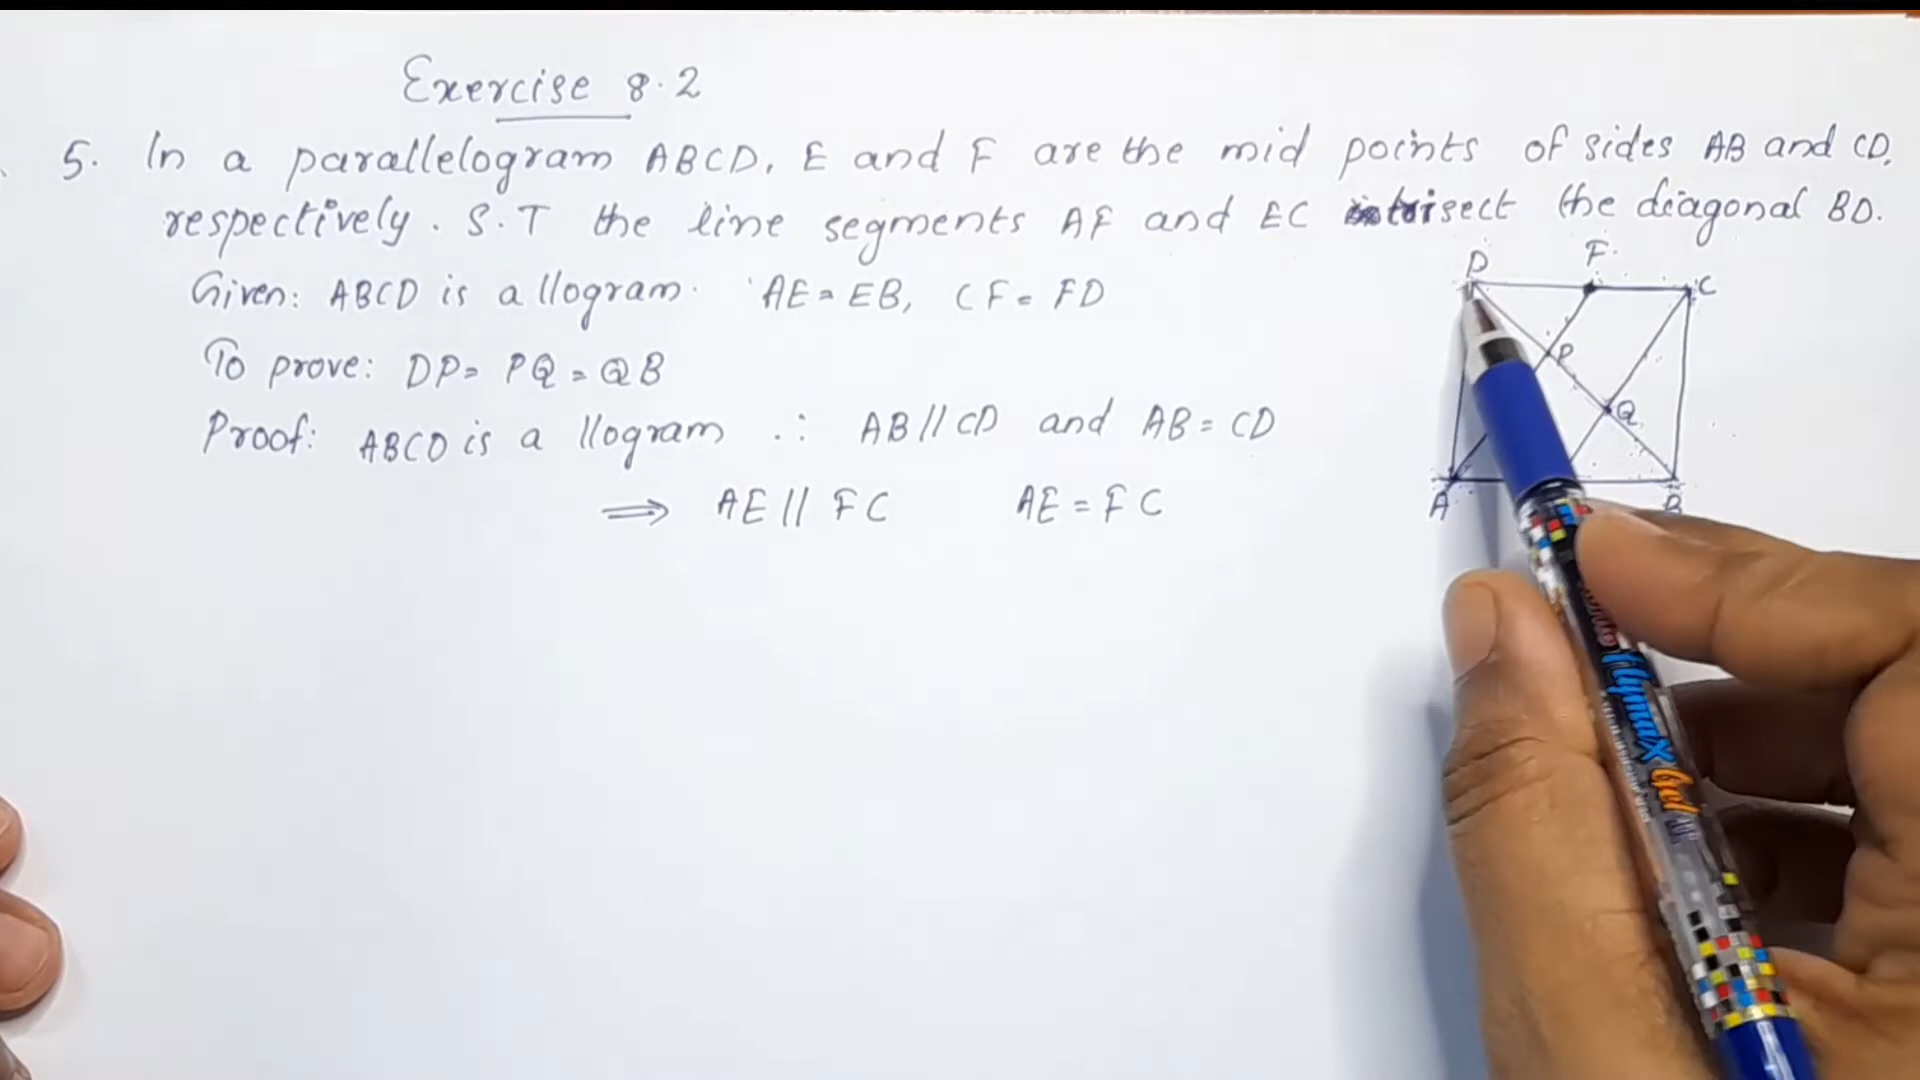 Exercise 8.2
5. In a parallelogram ABCD, E and F are the mid points of sides AB and CD,
respectively. S.T the line segments AF and EC trisect the diagonal BD.
Given: ABCD is a llogram. AE = EB, CF = FD
To prove: DP = PQ = QB
Proof: ABCD is a llogram ∴ AB // CD and AB = CD
⇒ AE // FC AE = FC
D F
C
P
Q
A B
Flymax Gel